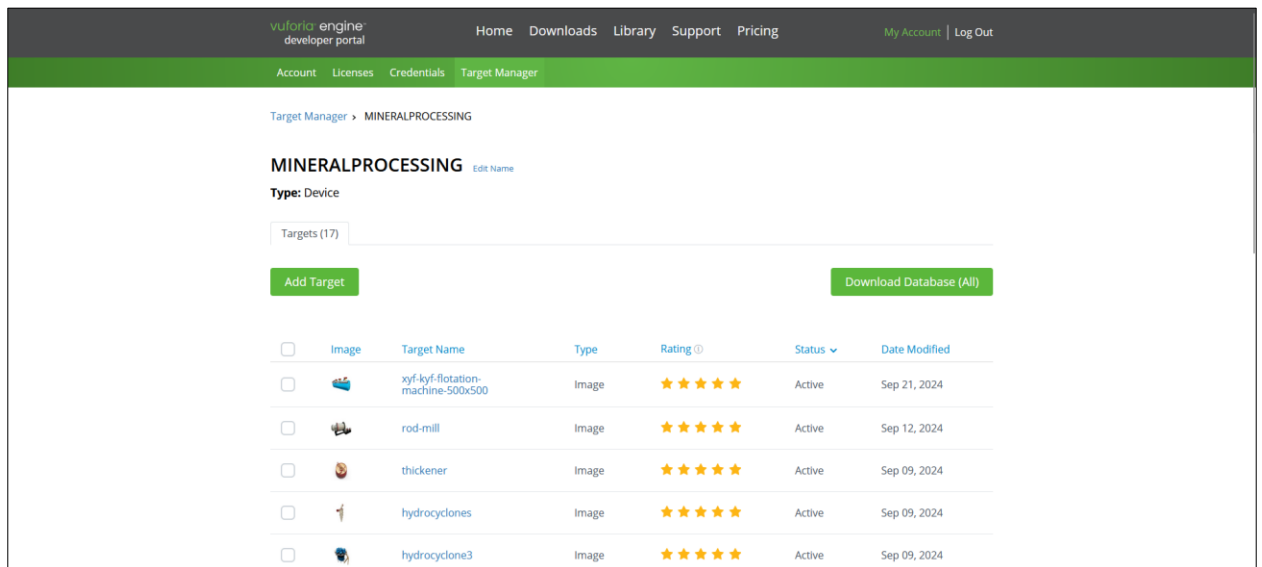 vuforia engine
developer portal
Home Downloads Library Support Pricing
My Account | Log Out
Account Licenses Credentials Target Manager
Target Manager › MINERALPROCESSING
MINERALPROCESSING Edit Name
Type: Device
Targets (17)
Add Target Download Database (All)
Image Target Name Type Rating Status Date Modified
xyf-kyf-flotation-
machine-500x500 Image Active Sep 21, 2024
rod-mill Image Active Sep 12, 2024
thickener Image Active Sep 09, 2024
hydrocyclones Image Active Sep 09, 2024
hydrocyclone3 Image Active Sep 09, 2024